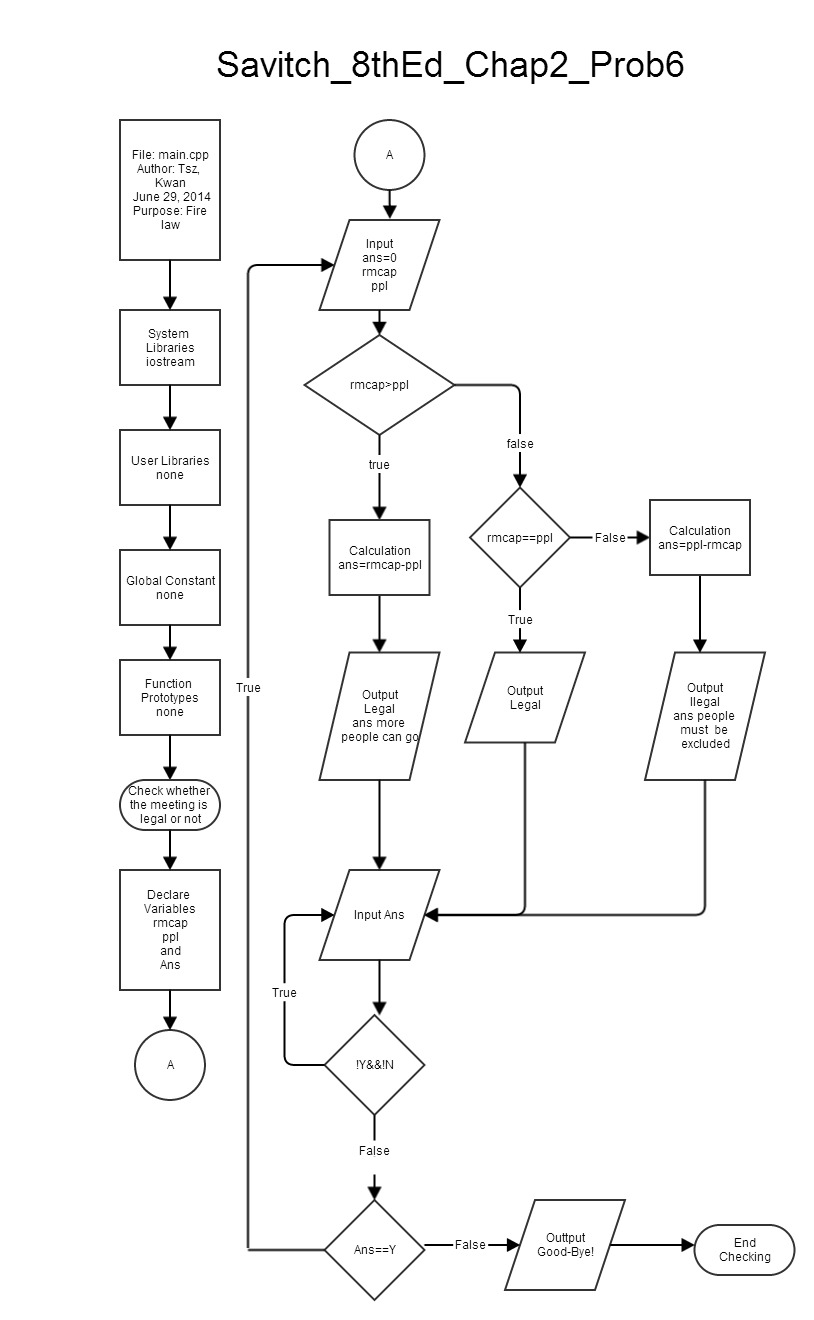 Savitch_8thEd_Chap2_Prob6
File: main.cpp
Author: Tsz,
Kwan
June 29, 2014
Purpose: Fire
law
System
Libraries
iostream
User Libraries
none
Global Constant
none
Function
Prototypes
none
Check whether
the meeting is
legal or not
Declare
Variables
rmcap
ppl
and
Ans
A
A
Input
ans=0
rmcap
ppl
rmcap>ppl
true
false
Calculation
ans=rmcap-ppl
rmcap==ppl
False
Calculation
ans=ppl-rmcap
True
Output
Legal
ans more
people can go
Output
Legal
Output
Ilegal
ans people
must be
excluded
Input Ans
True
!Y&&!N
False
True
Ans==Y
False
Outtput
Good-Bye!
End
Checking